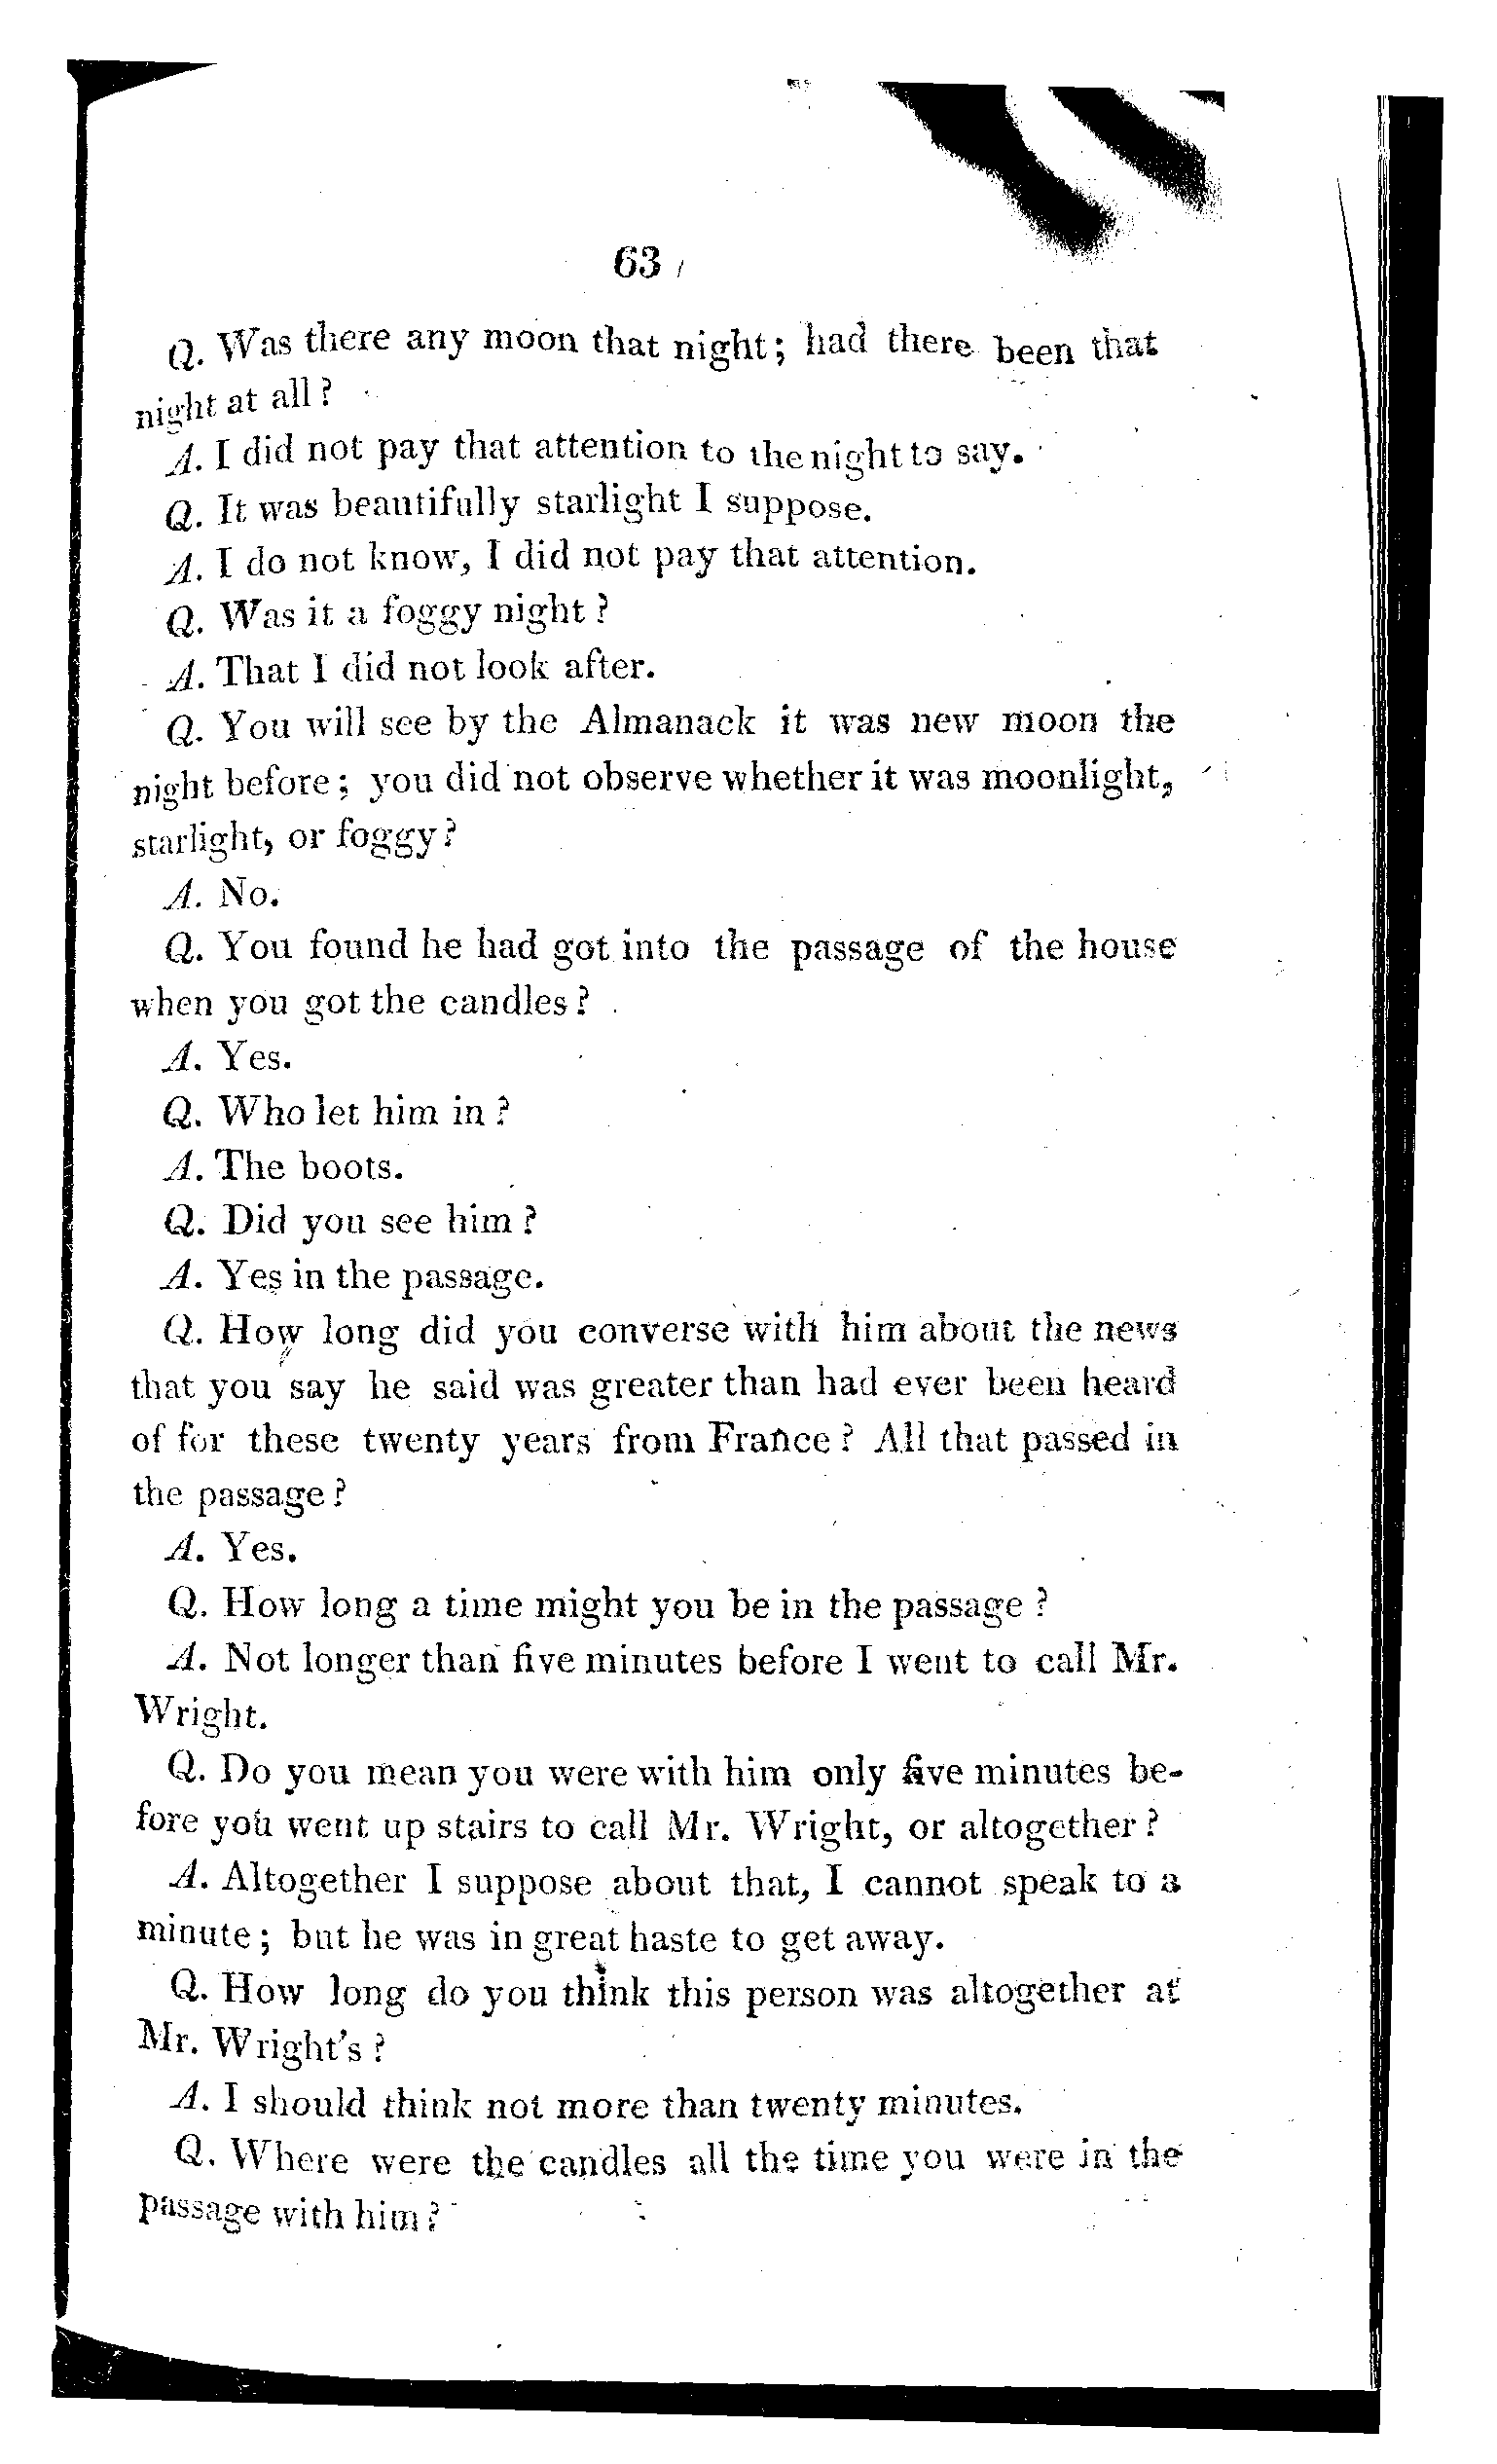 63
Q. Was there any moon that night; had there been that
night at all?
A. I did not pay that attention to the night to say.
Q. It was beautifully starlight I suppose.
A. I do not know, I did not pay that attention.
Q. Was it a foggy night?
A. That I did not look after.
Q. You will see by the Almanack it was new moon the
night before; you did not observe whether it was moonlight,
starlight, or foggy?
A. No.
Q. You found he had got into the passage of the house
when you got the candles?
A. Yes.
Q. Who let him in?
A. The boots.
Q. Did you see him?
A. Yes in the passage.
Q. How long did you converse with him about the news
that you say he said was greater than had ever been heard
of for these twenty years from France? All that passed in
the passage?
A. Yes.
Q. How long a time might you be in the passage?
A. Not longer than five minutes before I went to call Mr.
Wright.
Q. Do you mean you were with him only five minutes be-
fore you went up stairs to call Mr. Wright, or altogether?
A. Altogether I suppose about that, I cannot speak to a
minute; but he was in great haste to get away.
Q. How long do you think this person was altogether at
Mr. Wright's?
A. I should think not more than twenty minutes.
Q. Where were the candles all the time you were in the
passage with him?